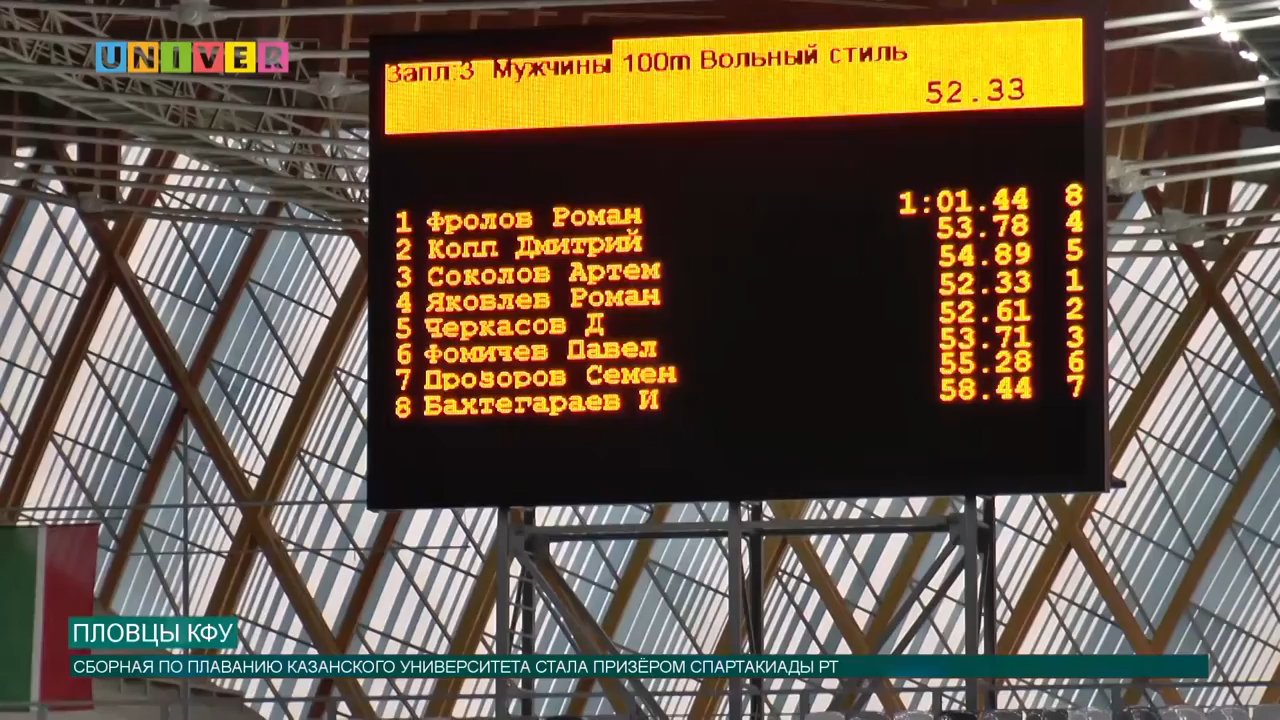 UNIVER
Запл.3 Мужчины 100m Вольный стиль
52.33
1 Фролов Роман 1:01.44 8
2 Копп Дмитрий 53.78 4
3 Соколов Артем 54.89 5
4 Яковлев Роман 52.33 1
5 Черкасов Д 52.61 2
6 Фомичев Павел 53.71 3
7 Прозоров Семен 55.28 6
8 Бахтегараев И 58.44 7
ПЛОВЦЫ КФУ
СБОРНАЯ ПО ПЛАВАНИЮ КАЗАНСКОГО УНИВЕРСИТЕТА СТАЛА ПРИЗЁРОМ СПАРТАКИАДЫ РТ